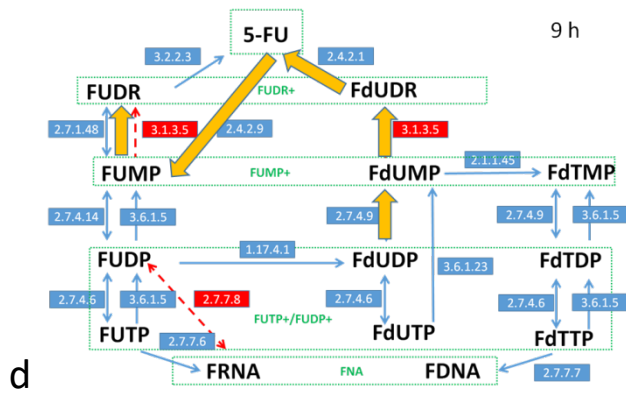 5-FU 9 h
3.2.2.3 2.4.2.1
FUDR FUDR+ FdUDR
2.7.1.48 3.1.3.5 2.4.2.9 3.1.3.5
2.1.1.45
FUMP FUMP+ FdUMP FdTMP
2.7.4.14 3.6.1.5 2.7.4.9 2.7.4.9 3.6.1.5
1.17.4.1
FUDP FdUDP 3.6.1.23 FdTDP
2.7.4.6 3.6.1.5 2.7.7.8 2.7.4.6 2.7.4.6 3.6.1.5
FUTP+/FUDP+
FUTP 2.7.7.6 FdUTP FdTTP
d FRNA FNA FDNA 2.7.7.7